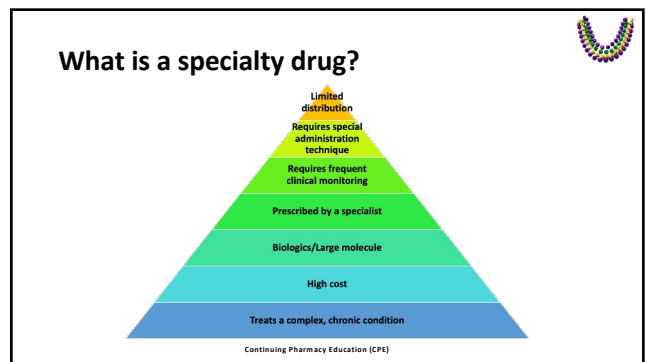 What is a specialty drug?
Limited
distribution
Requires special
administration
technique
Requires frequent
clinical monitoring
Prescribed by a specialist
Biologics/Large molecule
High cost
Treats a complex, chronic condition
Continuing Pharmacy Education (CPE)